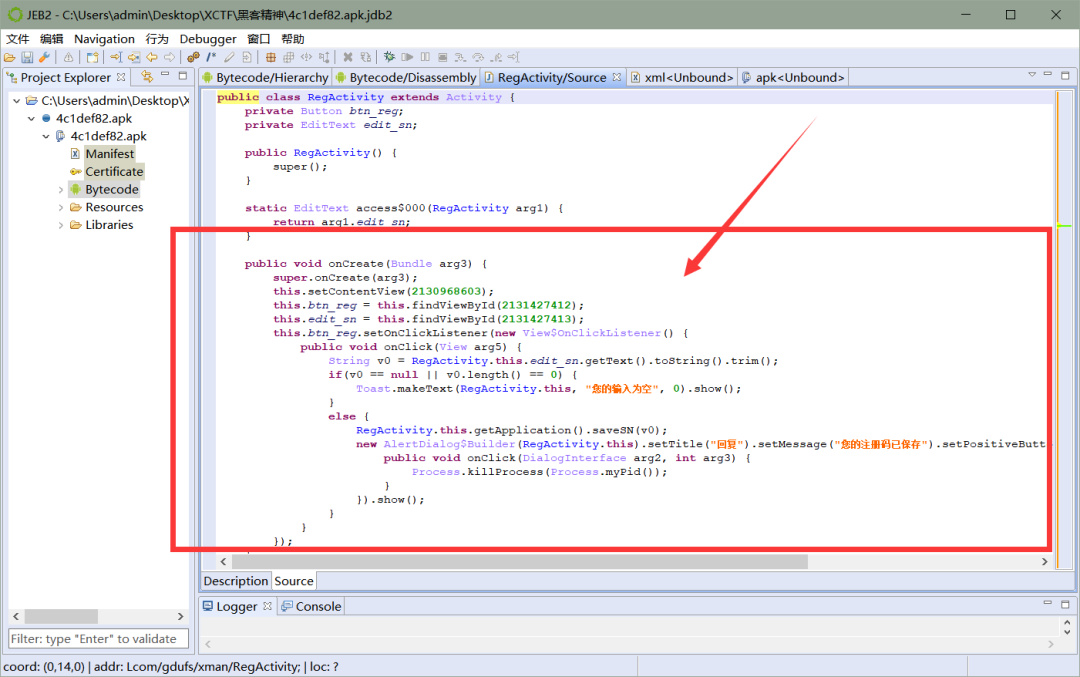 JEB2 - C:\Users\admin\Desktop\XCTF\黑客精神\4c1def82.apk.jdb2
文件 编辑 Navigation 行为 Debugger 窗口 帮助
Project Explorer
Bytecode/Hierarchy Bytecode/Disassembly RegActivity/Source xml<Unbound> apk<Unbound>
C:\Users\admin\Desktop\X
4c1def82.apk
4c1def82.apk
Manifest
Certificate
Bytecode
Resources
Libraries
public class RegActivity extends Activity {
private Button btn_reg;
private EditText edit_sn;
public RegActivity() {
super();
}
static EditText access$000(RegActivity arg1) {
return arg1.edit_sn;
}
public void onCreate(Bundle arg3) {
super.onCreate(arg3);
this.setContentView(2130968603);
this.btn_reg = this.findViewById(2131427412);
this.edit_sn = this.findViewById(2131427413);
this.btn_reg.setOnClickListener(new View$OnClickListener() {
public void onClick(View arg5) {
String v0 = RegActivity.this.edit_sn.getText().toString().trim();
if(v0 == null || v0.length() == 0) {
Toast.makeText(RegActivity.this, "您的输入为空", 0).show();
}
else {
RegActivity.this.getApplication().saveSN(v0);
new AlertDialog$Builder(RegActivity.this).setTitle("回复").setMessage("您的注册码已保存").setPositiveButt
public void onClick(DialogInterface arg2, int arg3) {
Process.killProcess(Process.myPid());
}
}).show();
}
}
});
Description Source
Logger Console
Filter: type "Enter" to validate
coord: (0,14,0) | addr: Lcom/gdufs/xman/RegActivity; | loc: ?